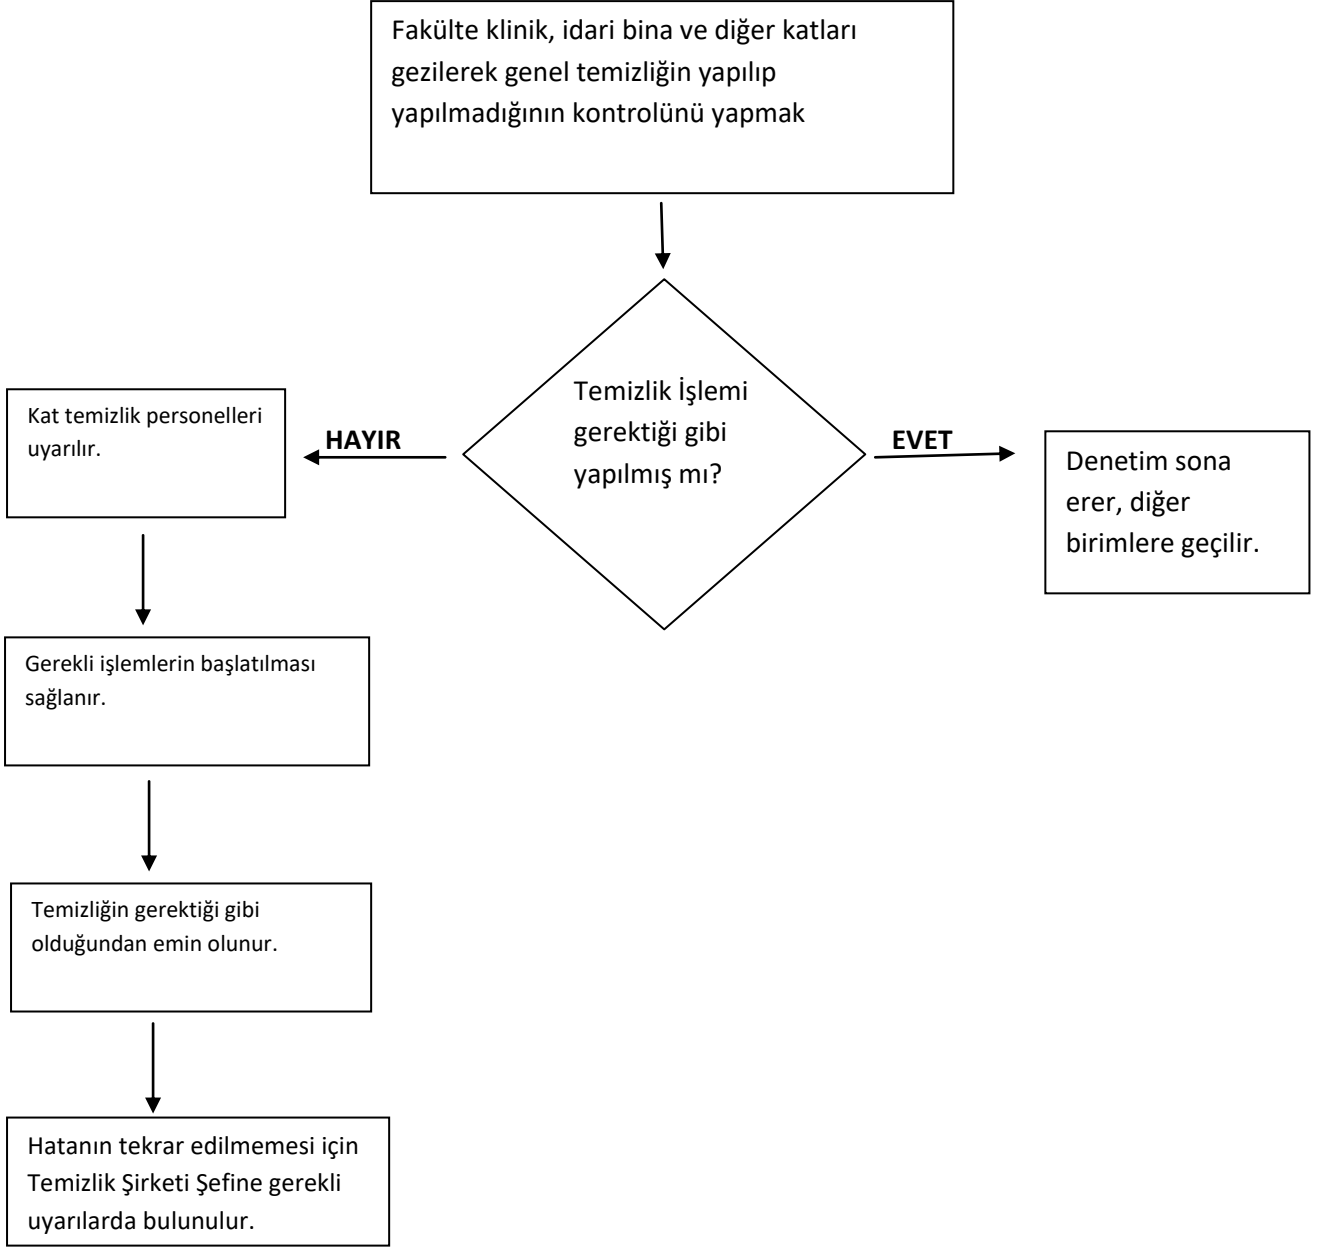 Fakülte klinik, idari bina ve diğer katları
gezilerek genel temizliğin yapılıp
yapılmadığının kontrolünü yapmak
Temizlik İşlemi
gerektiği gibi
yapılmış mı?
HAYIR
EVET
Kat temizlik personelleri
uyarılır.
Denetim sona
erer, diğer
birimlere geçilir.
Gerekli işlemlerin başlatılması
sağlanır.
Temizliğin gerektiği gibi
olduğundan emin olunur.
Hatanın tekrar edilmemesi için
Temizlik Şirketi Şefine gerekli
uyarılarda bulunulur.